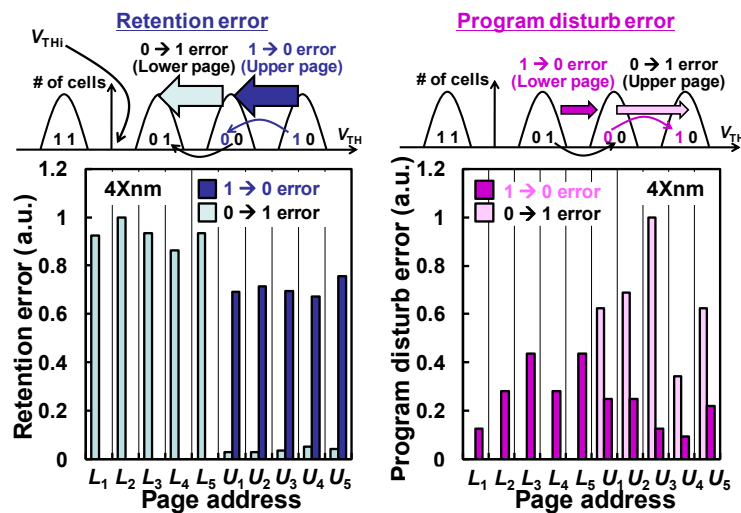 Retention error
V_THi
0 → 1 error
(Lower page)
1 → 0 error
(Upper page)
# of cells
1 1
0 1
0 0
1 0
V_TH
1.2
1
0.8
0.6
0.4
0.2
0
Retention error (a.u.)
4Xnm
1 → 0 error
0 → 1 error
L1 L2 L3 L4 L5 U1 U2 U3 U4 U5
Page address
Program disturb error
1 → 0 error
(Lower page)
0 → 1 error
(Upper page)
# of cells
1 1
0 1
0 0
1 0
V_TH
1.2
1
0.8
0.6
0.4
0.2
0
Program disturb error (a.u.)
4Xnm
1 → 0 error
0 → 1 error
L1 L2 L3 L4 L5 U1 U2 U3 U4 U5
Page address